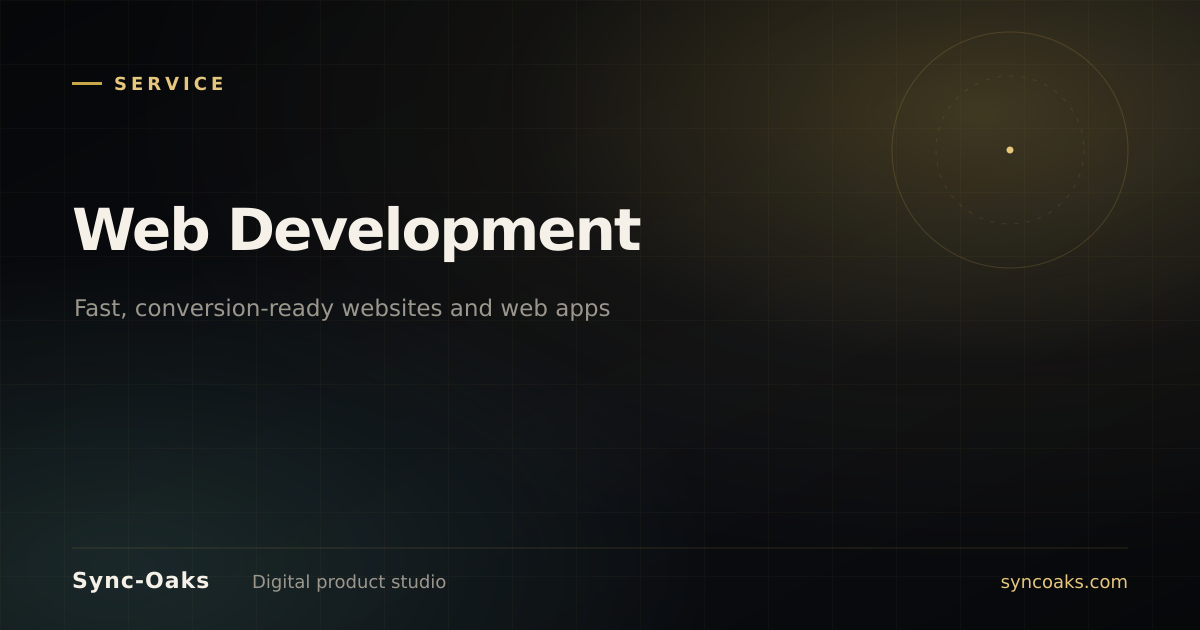 SERVICE
Web Development
Fast, conversion-ready websites and web apps
Sync-Oaks Digital product studio syncoaks.com